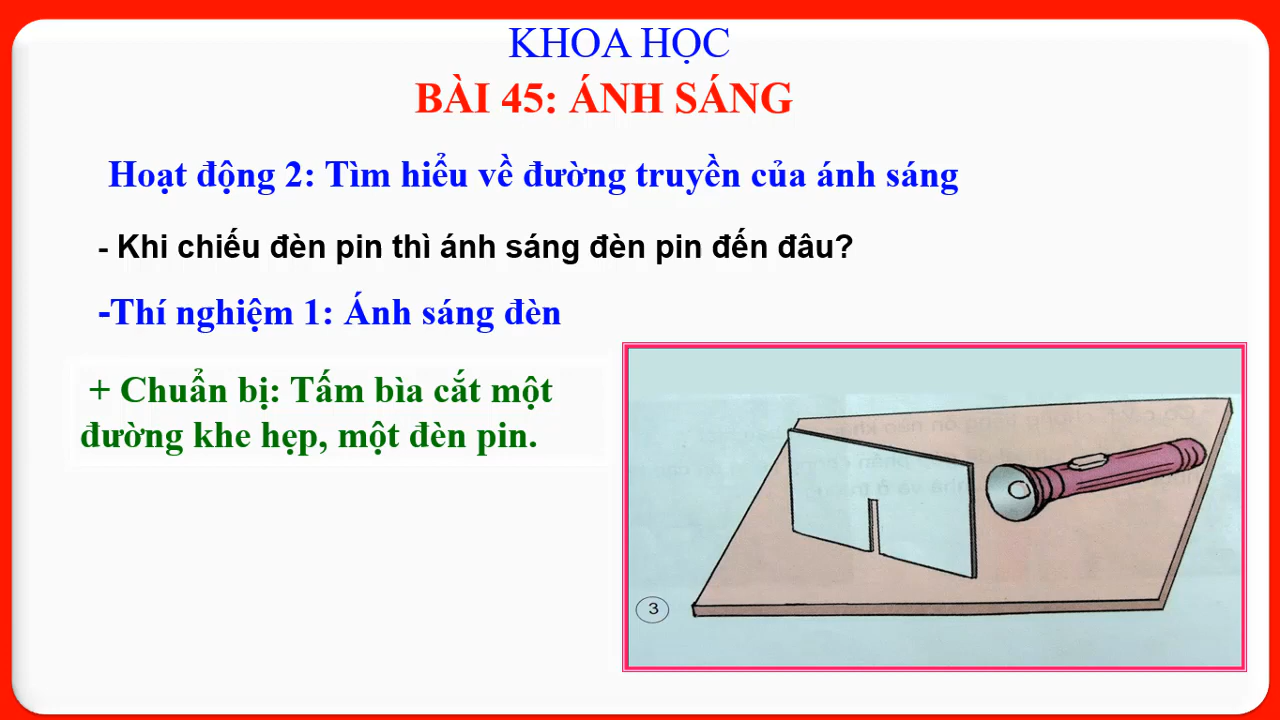 KHOA HỌC
BÀI 45: ÁNH SÁNG
Hoạt động 2: Tìm hiểu về đường truyền của ánh sáng
- Khi chiếu đèn pin thì ánh sáng đèn pin đến đâu?
-Thí nghiệm 1: Ánh sáng đèn
+ Chuẩn bị: Tấm bìa cắt một
đường khe hẹp, một đèn pin.
3